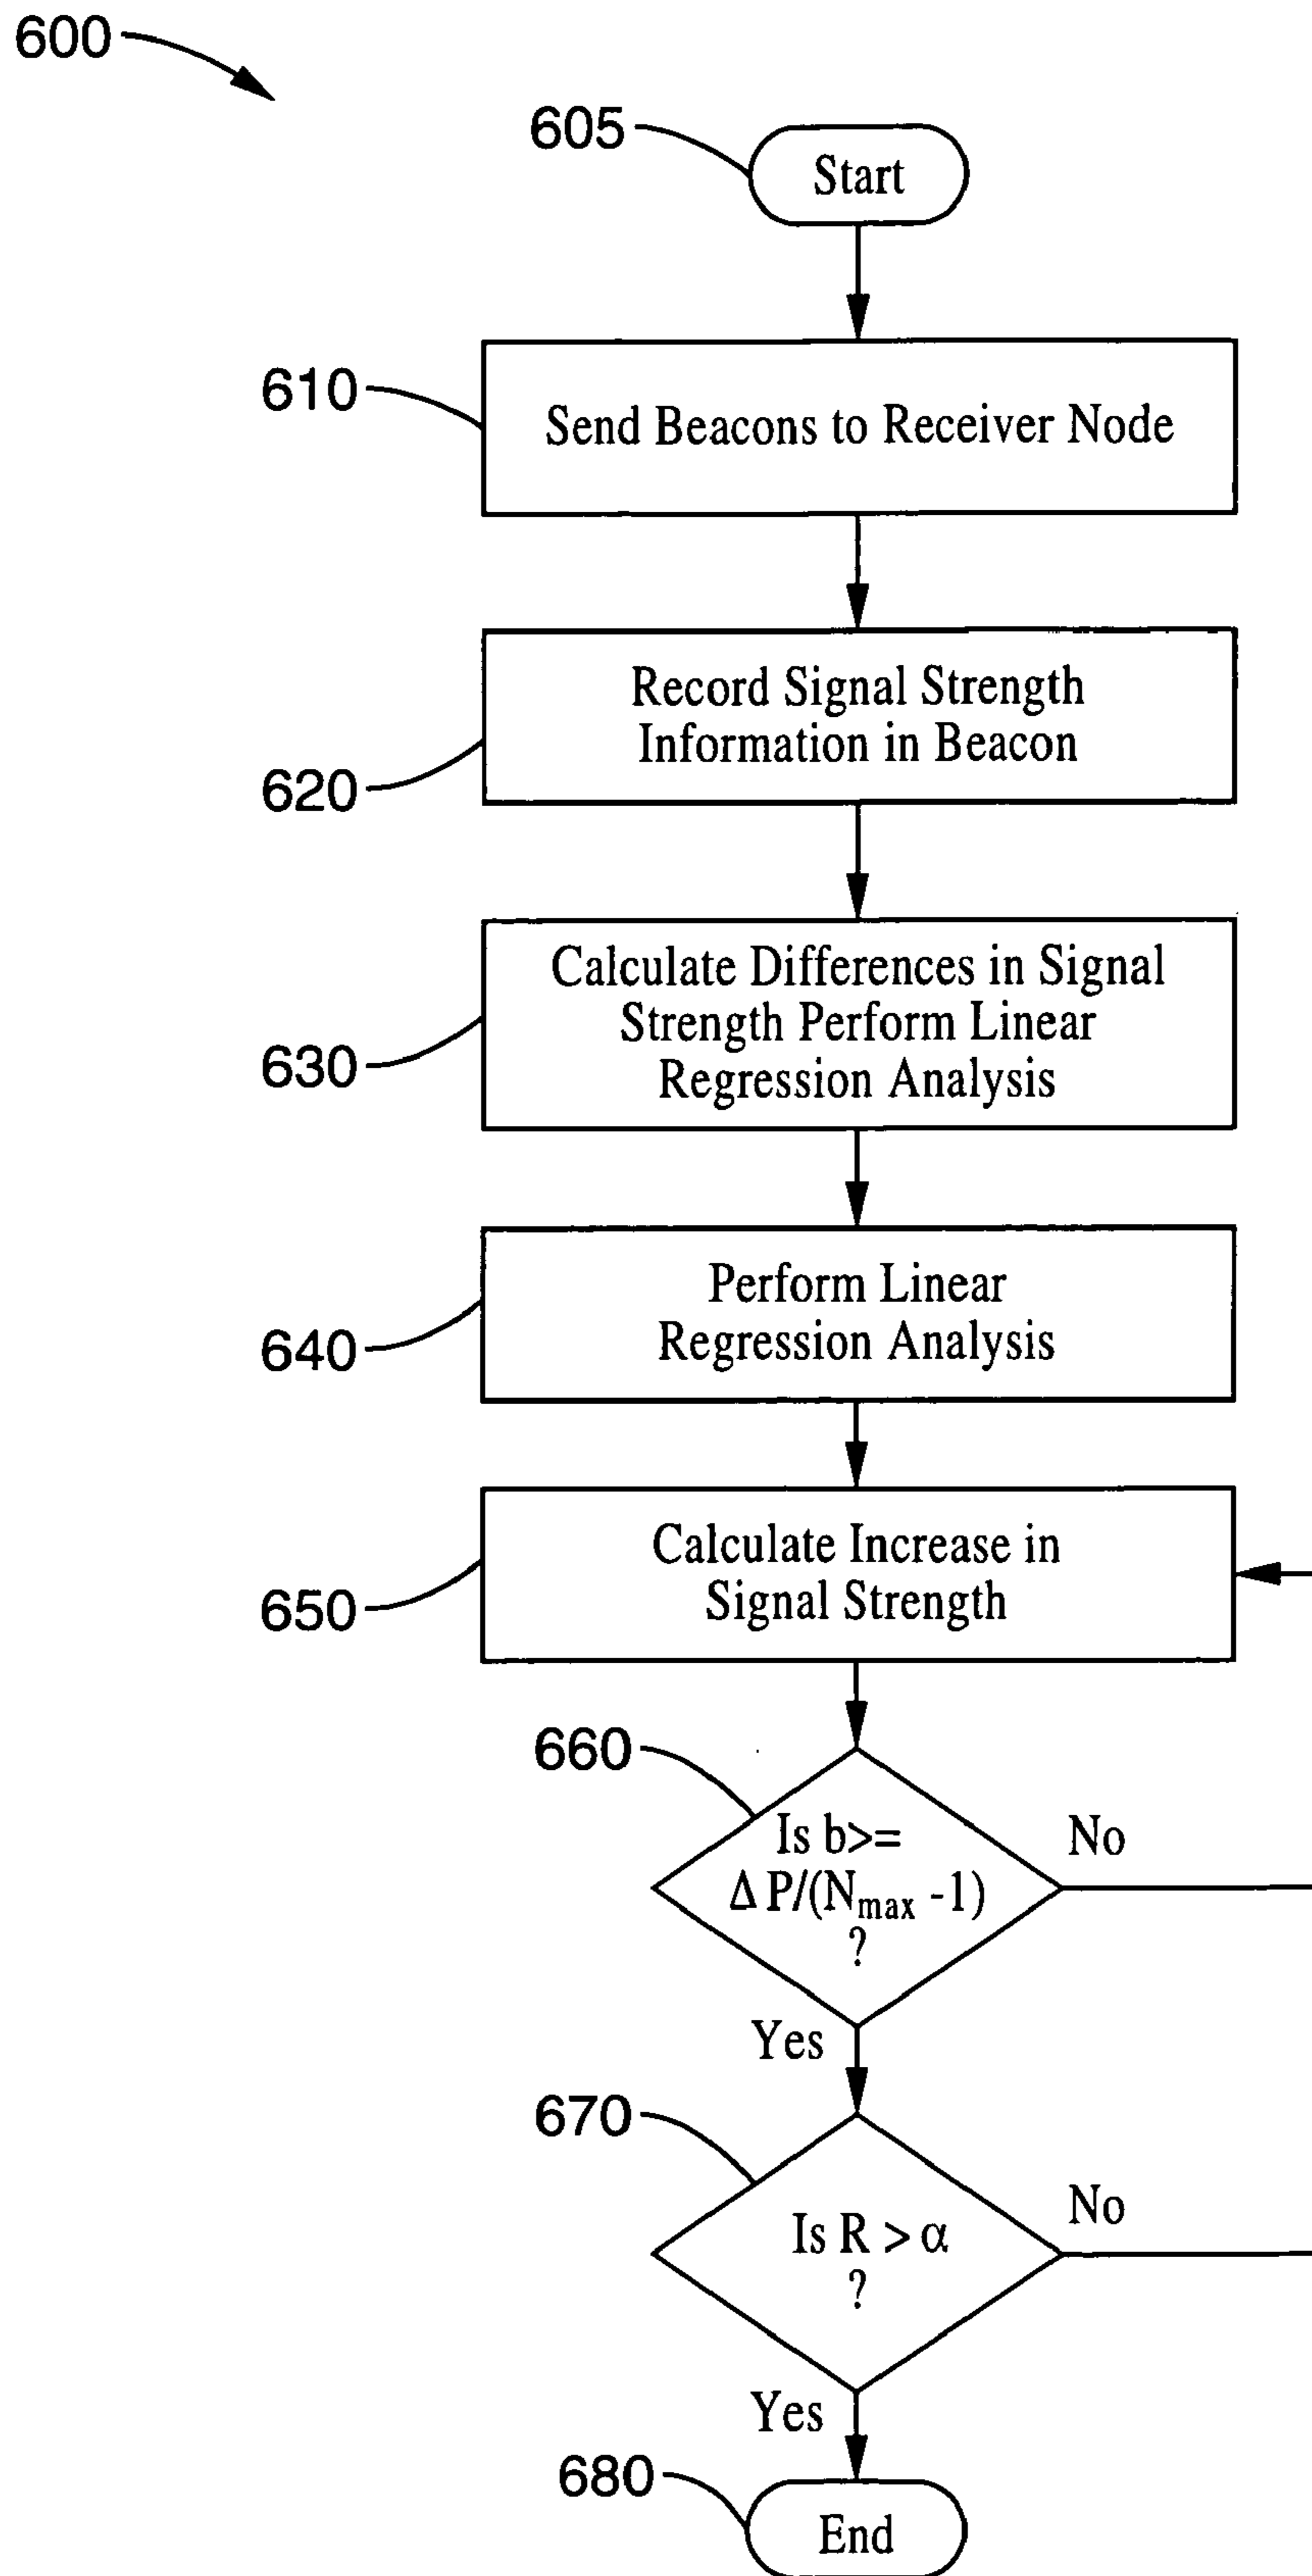 600
605
Start
610
Send Beacons to Receiver Node
Record Signal Strength
Information in Beacon
620
Calculate Differences in Signal
Strength Perform Linear
Regression Analysis
630
Perform Linear
Regression Analysis
640
Calculate Increase in
Signal Strength
650
660
Is b>=
Δ P/(Nmax -1)
?
No
Yes
670
Is R > α
?
No
Yes
680
End